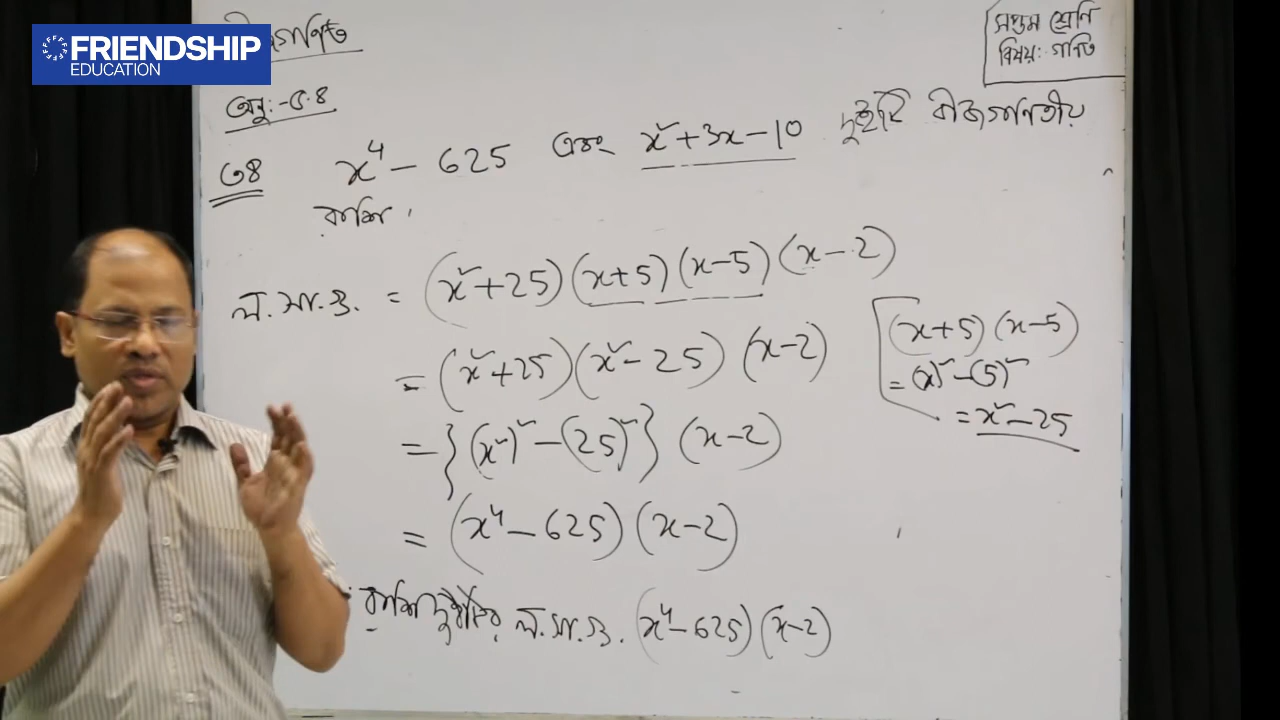 FRIENDSHIP
EDUCATION
সপ্তম শ্রেণি
বিষয়: গণিত
অনু:-৫.৪
৩৪ x⁴ - 625 এবং x² + 3x - 10 দুইটি বীজগণিতীয়
রাশি।
ল.সা.গু. = (x² + 25)(x + 5)(x - 5)(x - 2)
= (x² + 25)(x² - 25)(x - 2)
= {(x²)² - (25)²}(x - 2)
= (x⁴ - 625)(x - 2)
রাশি দুইটির ল.সা.গু. (x⁴ - 625)(x - 2)
(x + 5)(x - 5)
= (x)² - (5)²
= x² - 25